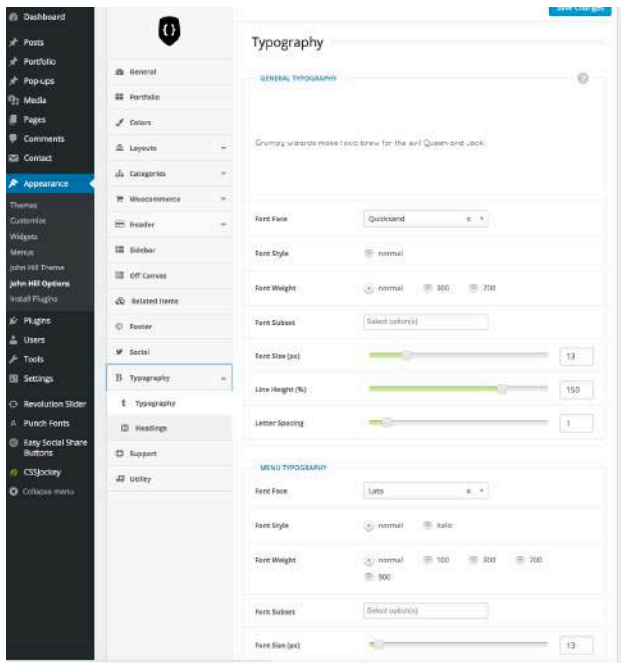 Dashboard
Posts
Portfolio
Pop-ups
Media
Pages
Comments
Contact
Appearance
Themes
Customize
Widgets
Menus
John Hill Theme
John Hill Options
Install Plugins
Plugins
Users
Tools
Settings
Revolution Slider
Punch Fonts
Easy Social Share
Buttons
CSSJockey
Collapse menu
General
Portfolio
Colors
Layouts
Categories
Woocommerce
Header
Sidebar
Off Canvas
Related Items
Footer
Social
Typography
Typography
Headings
Support
Utility
Save Changes
Typography
GENERAL TYPOGRAPHY
Grumpy wizards make toxic brew for the evil Queen and Jack
Font Face Quicksand
Font Style normal
Font Weight normal 300 700
Font Subset Select option(s)
Font Size (px) 13
Line Height (%) 150
Letter Spacing 1
MENU TYPOGRAPHY
Font Face Lato
Font Style normal italic
Font Weight normal 100 300 700
900
Font Subset Select option(s)
Font Size (px) 13